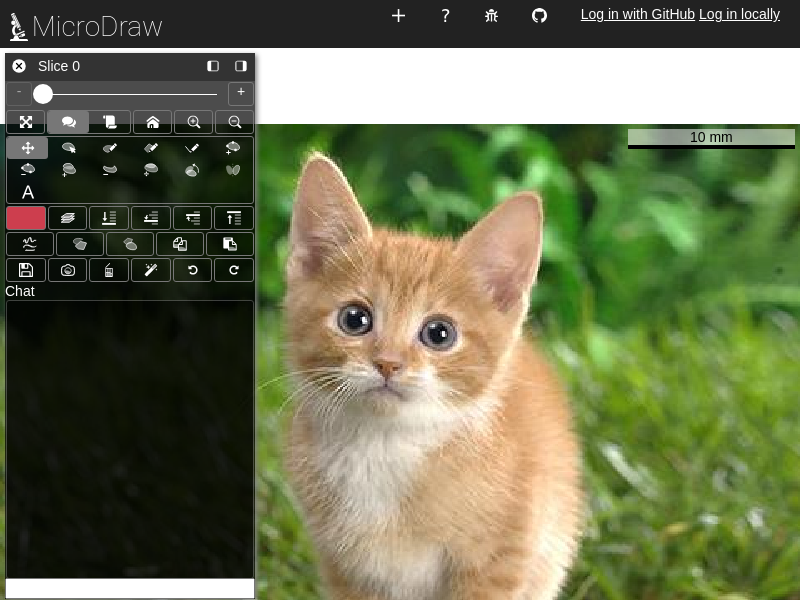 MicroDraw
Log in with GitHub Log in locally
Slice 0
- +
10 mm
A
Chat